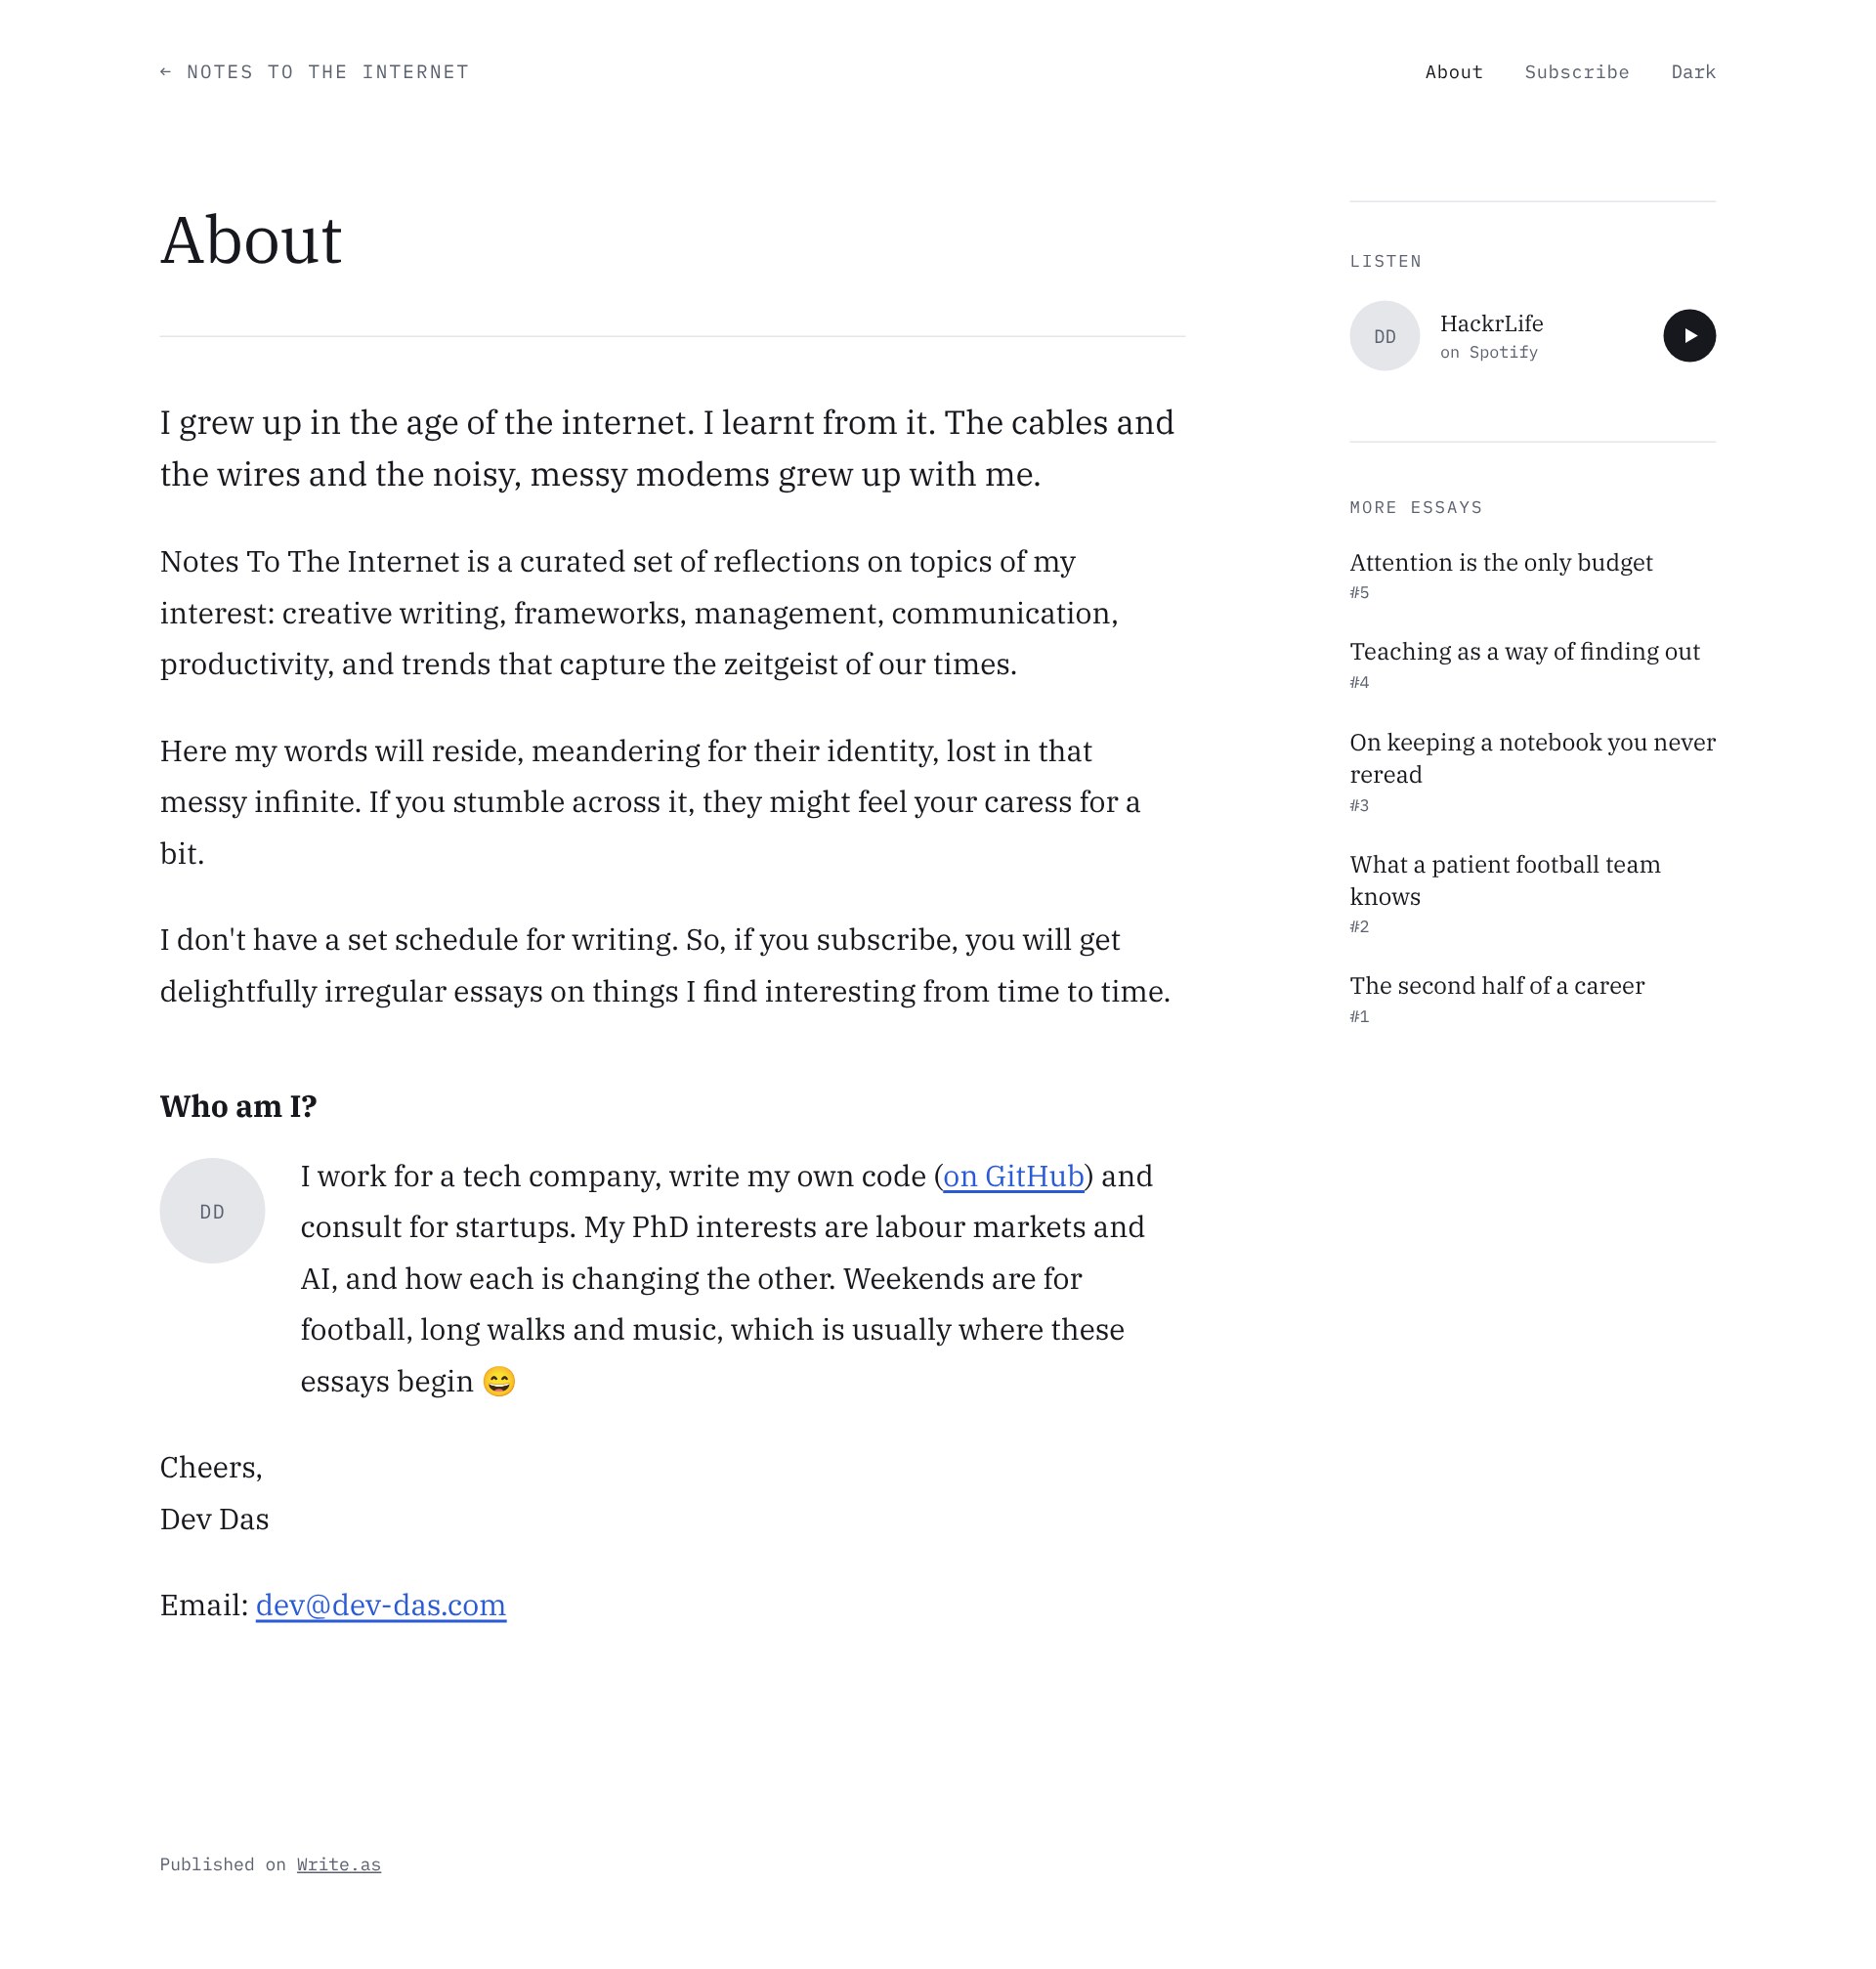 ← NOTES TO THE INTERNET
About
Subscribe
Dark
About
I grew up in the age of the internet. I learnt from it. The cables and
the wires and the noisy, messy modems grew up with me.
Notes To The Internet is a curated set of reflections on topics of my
interest: creative writing, frameworks, management, communication,
productivity, and trends that capture the zeitgeist of our times.
Here my words will reside, meandering for their identity, lost in that
messy infinite. If you stumble across it, they might feel your caress for a
bit.
I don't have a set schedule for writing. So, if you subscribe, you will get
delightfully irregular essays on things I find interesting from time to time.
Who am I?
DD
I work for a tech company, write my own code (on GitHub) and
consult for startups. My PhD interests are labour markets and
AI, and how each is changing the other. Weekends are for
football, long walks and music, which is usually where these
essays begin 😄
Cheers,
Dev Das
Email: dev@dev-das.com
LISTEN
DD
HackrLife
on Spotify
MORE ESSAYS
Attention is the only budget
#5
Teaching as a way of finding out
#4
On keeping a notebook you never
reread
#3
What a patient football team
knows
#2
The second half of a career
#1
Published on Write.as